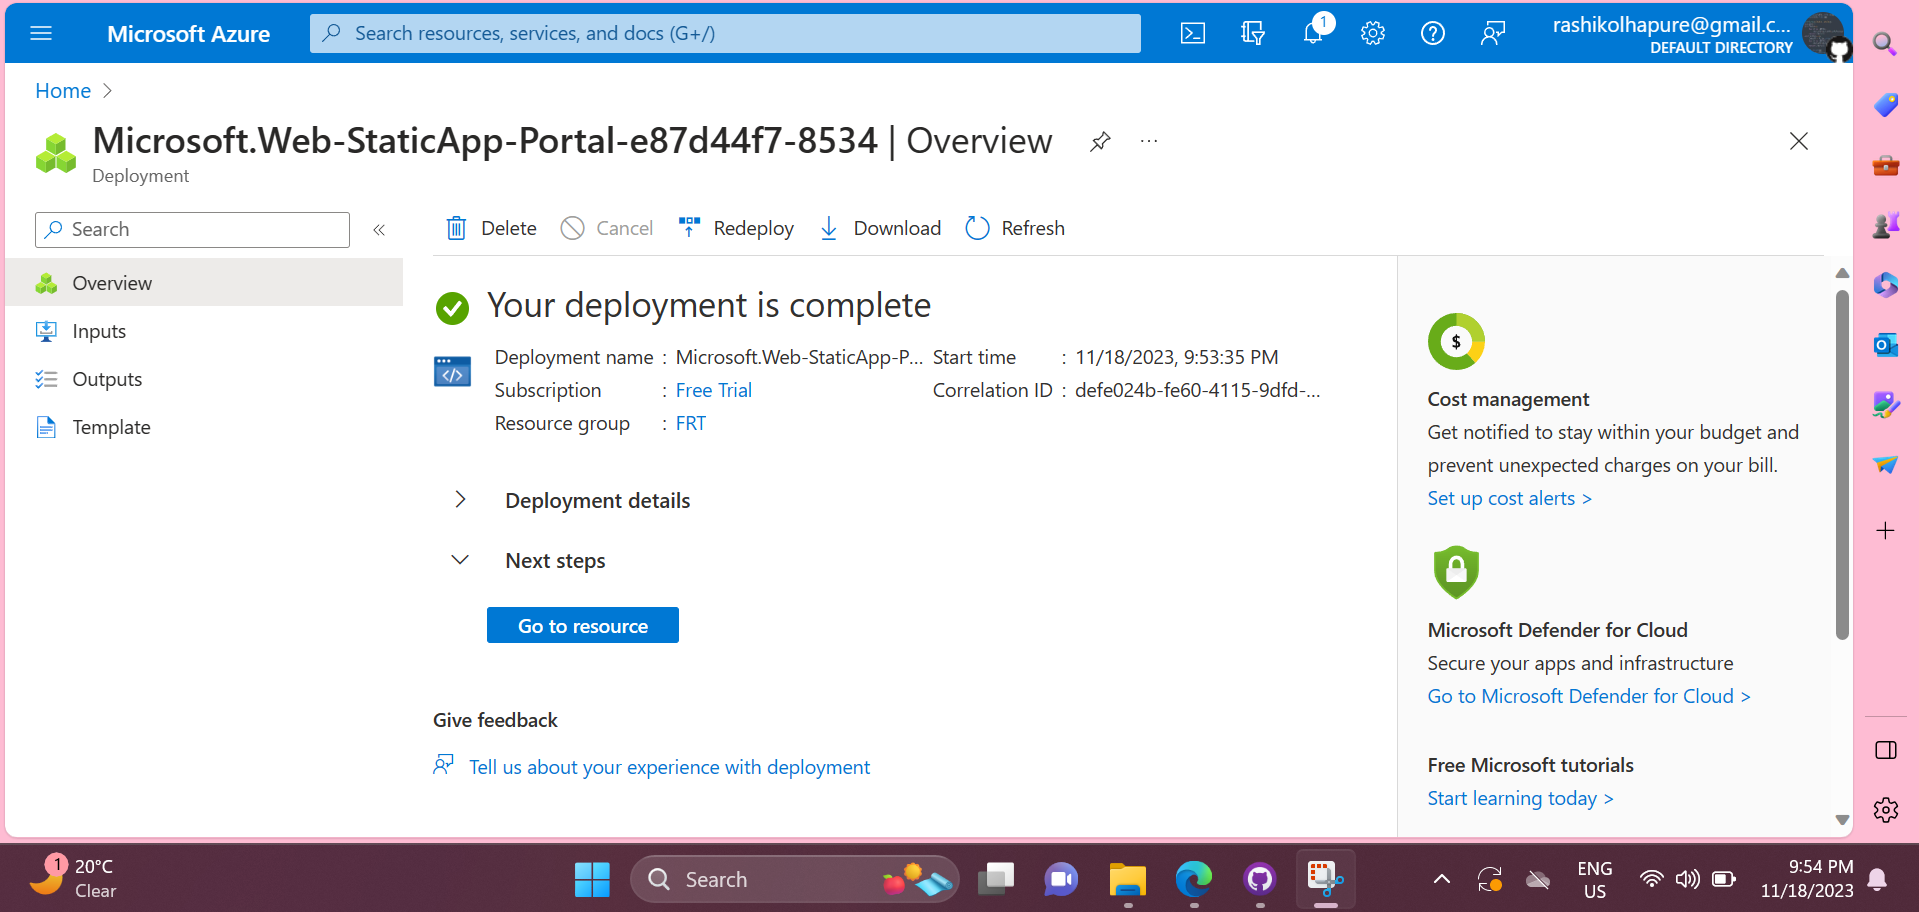 Microsoft Azure
Search resources, services, and docs (G+/)
1
rashikolhapure@gmail.c...
DEFAULT DIRECTORY
Home
Microsoft.Web-StaticApp-Portal-e87d44f7-8534 | Overview
...
Deployment
Search
Overview
Inputs
Outputs
Template
Delete
Cancel
Redeploy
Download
Refresh
Your deployment is complete
Deployment name : Microsoft.Web-StaticApp-P...
Subscription : Free Trial
Resource group : FRT
Start time : 11/18/2023, 9:53:35 PM
Correlation ID : defe024b-fe60-4115-9dfd-...
Deployment details
Next steps
Go to resource
Give feedback
Tell us about your experience with deployment
$
Cost management
Get notified to stay within your budget and
prevent unexpected charges on your bill.
Set up cost alerts >
Microsoft Defender for Cloud
Secure your apps and infrastructure
Go to Microsoft Defender for Cloud >
Free Microsoft tutorials
Start learning today >
1
20°C
Clear
Search
ENG
US
9:54 PM
11/18/2023